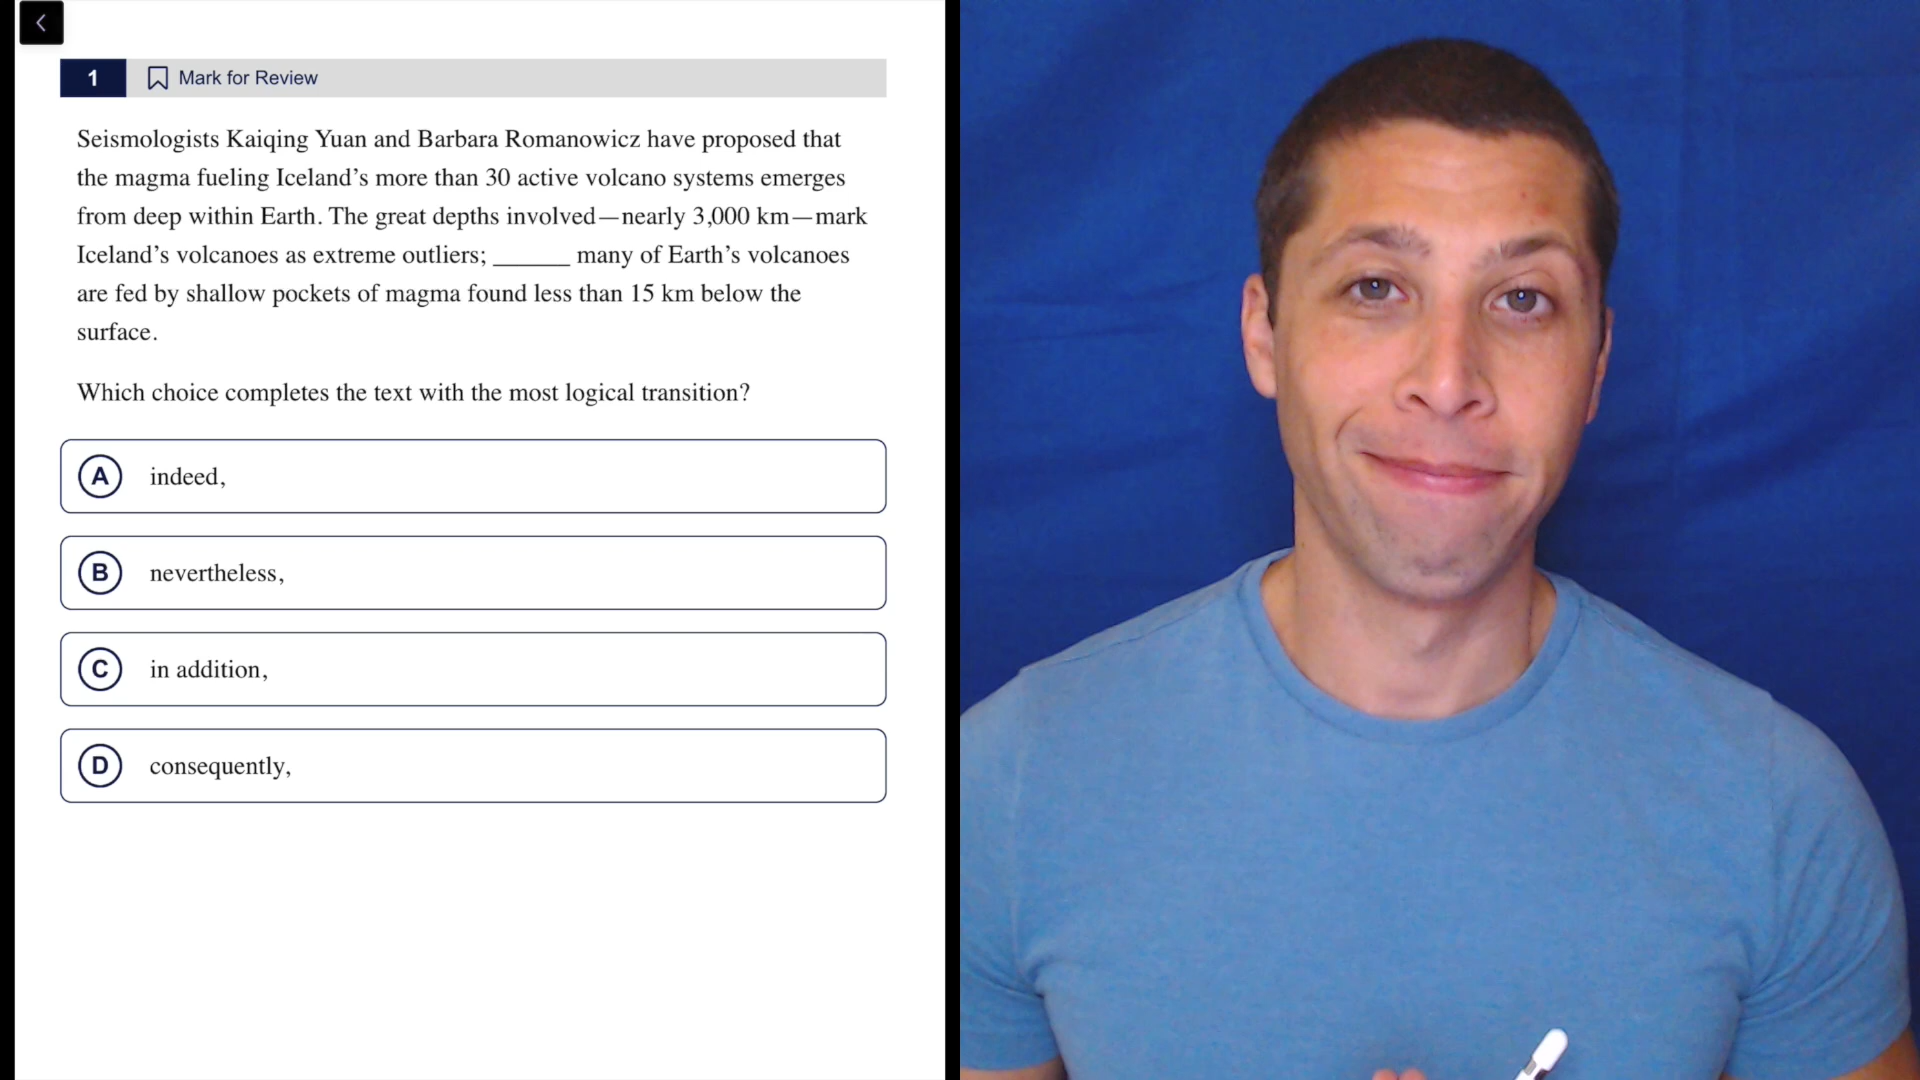 1 Mark for Review
Seismologists Kaiqing Yuan and Barbara Romanowicz have proposed that
the magma fueling Iceland’s more than 30 active volcano systems emerges
from deep within Earth. The great depths involved—nearly 3,000 km—mark
Iceland’s volcanoes as extreme outliers; ______ many of Earth’s volcanoes
are fed by shallow pockets of magma found less than 15 km below the
surface.
Which choice completes the text with the most logical transition?
A indeed,
B nevertheless,
C in addition,
D consequently,